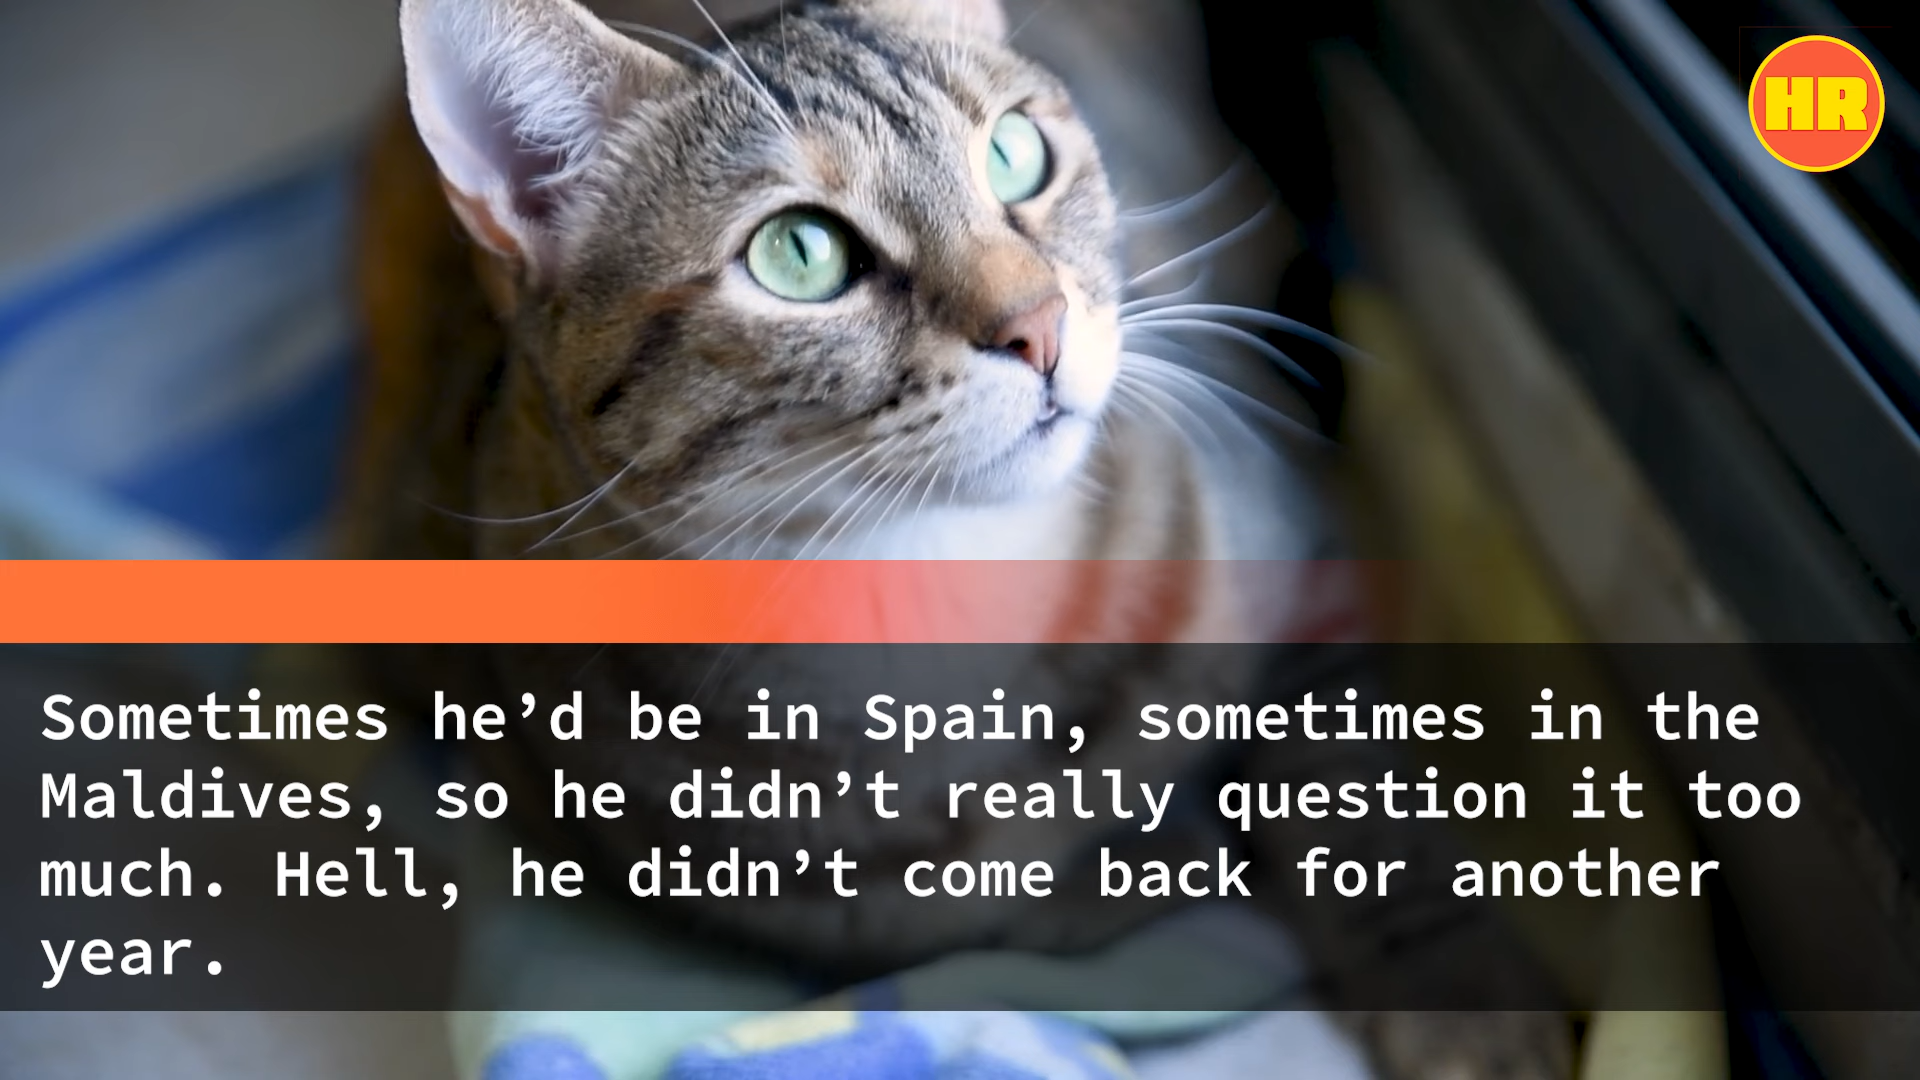 HR
Sometimes he’d be in Spain, sometimes in the
Maldives, so he didn’t really question it too
much. Hell, he didn’t come back for another
year.